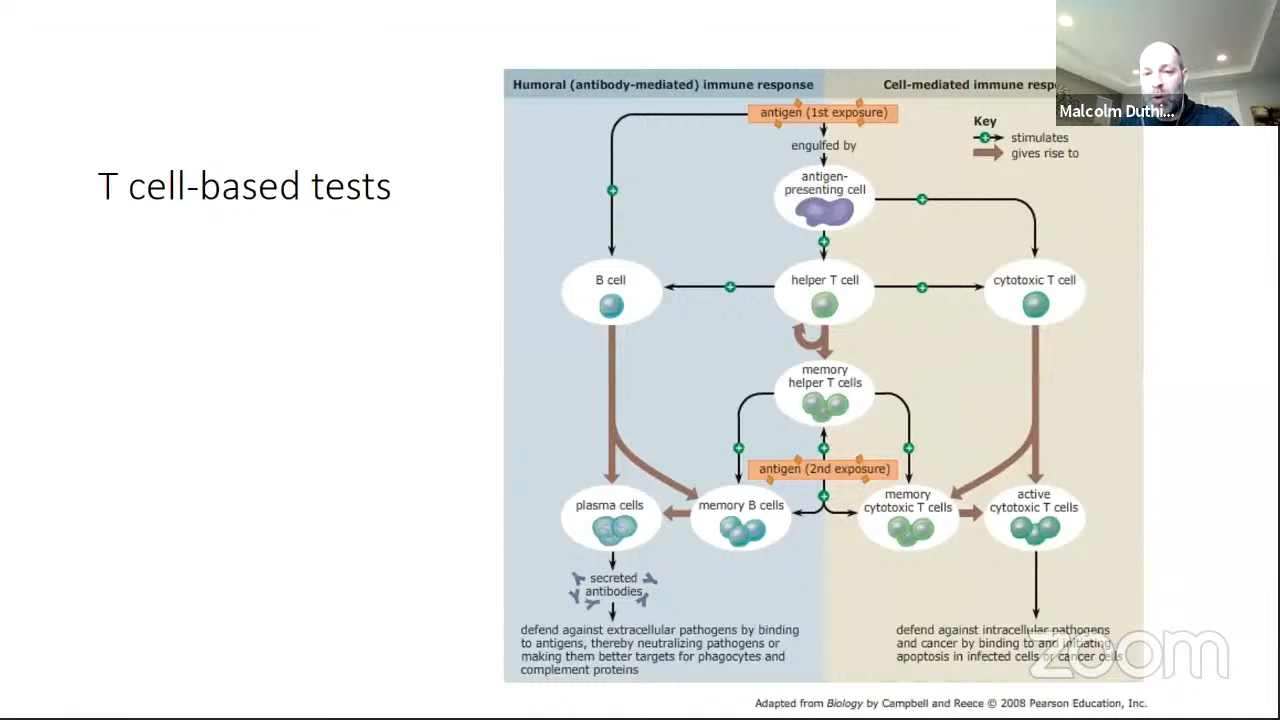 T cell-based tests
Humoral (antibody-mediated) immune response
Cell-mediated immune resp
Malcolm Duthi...
antigen (1st exposure)
Key
stimulates
gives rise to
engulfed by
antigen-
presenting cell
B cell
helper T cell
cytotoxic T cell
memory
helper T cells
antigen (2nd exposure)
plasma cells
memory B cells
memory
cytotoxic T cells
active
cytotoxic T cells
secreted
antibodies
defend against extracellular pathogens by binding
to antigens, thereby neutralizing pathogens or
making them better targets for phagocytes and
complement proteins
defend against intracellular pathogens
and cancer by binding to and initiating
apoptosis in infected cells or cancer cells
zoom
Adapted from Biology by Campbell and Reece © 2008 Pearson Education, Inc.